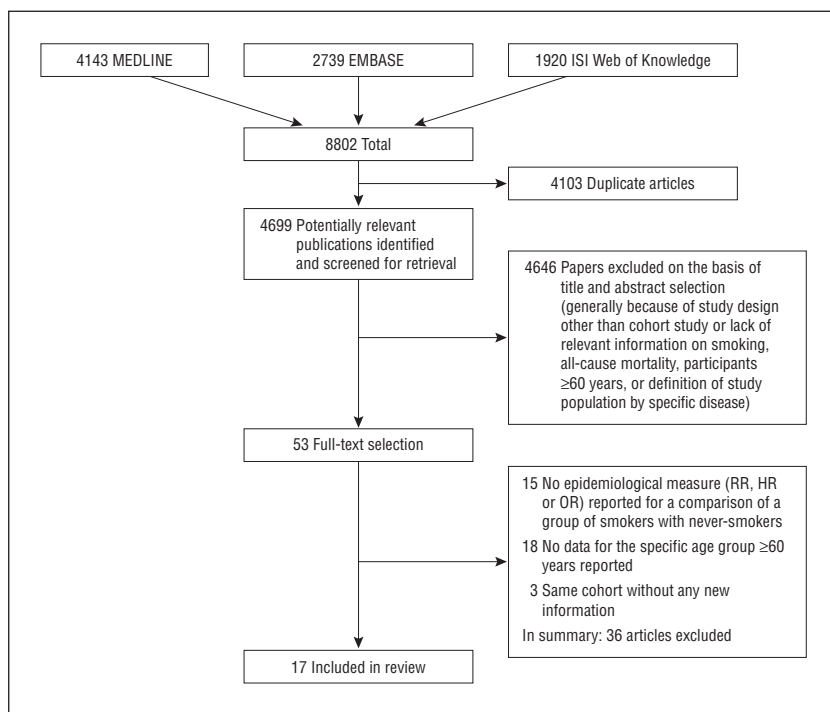 4143 MEDLINE
2739 EMBASE
1920 ISI Web of Knowledge
8802 Total
4103 Duplicate articles
4699 Potentially relevant
publications identified
and screened for retrieval
4646 Papers excluded on the basis of
title and abstract selection
(generally because of study design
other than cohort study or lack of
relevant information on smoking,
all-cause mortality, participants
≥60 years, or definition of study
population by specific disease)
53 Full-text selection
15 No epidemiological measure (RR, HR
or OR) reported for a comparison of a
group of smokers with never-smokers
18 No data for the specific age group ≥60
years reported
3 Same cohort without any new
information
In summary: 36 articles excluded
17 Included in review